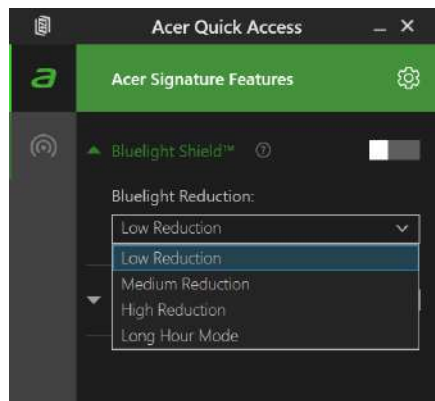 Acer Quick Access
a
Acer Signature Features
Bluelight Shield™
Bluelight Reduction:
Low Reduction
Low Reduction
Medium Reduction
High Reduction
Long Hour Mode